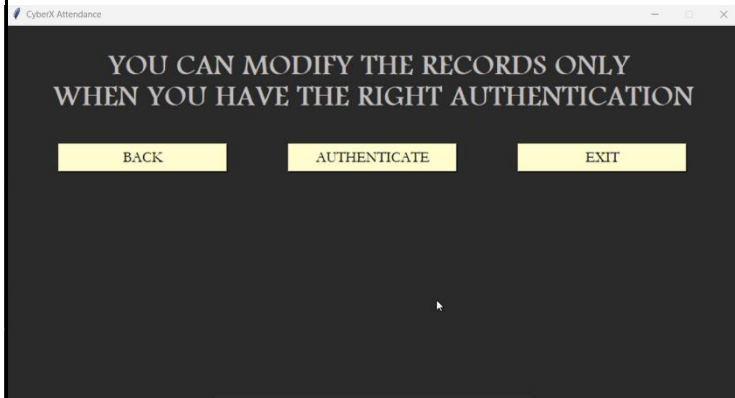 CyberX Attendance
YOU CAN MODIFY THE RECORDS ONLY
WHEN YOU HAVE THE RIGHT AUTHENTICATION
BACK
AUTHENTICATE
EXIT